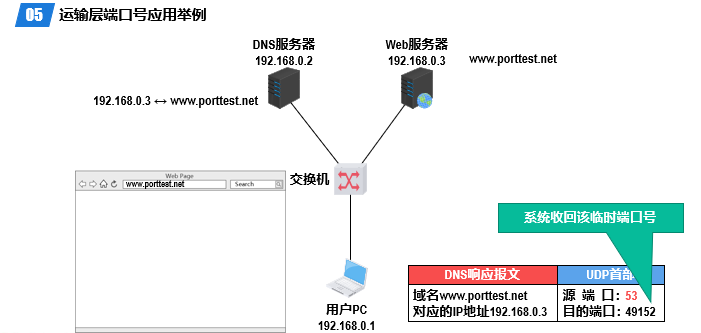 05 运输层端口号应用举例
DNS服务器
192.168.0.2
Web服务器
192.168.0.3
www.porttest.net
192.168.0.3 ↔ www.porttest.net
Web Page
www.porttest.net
Search
交换机
系统收回该临时端口号
用户PC
192.168.0.1
DNS响应报文
UDP首部
域名www.porttest.net
对应的IP地址192.168.0.3
源 端 口: 53
目的端口: 49152